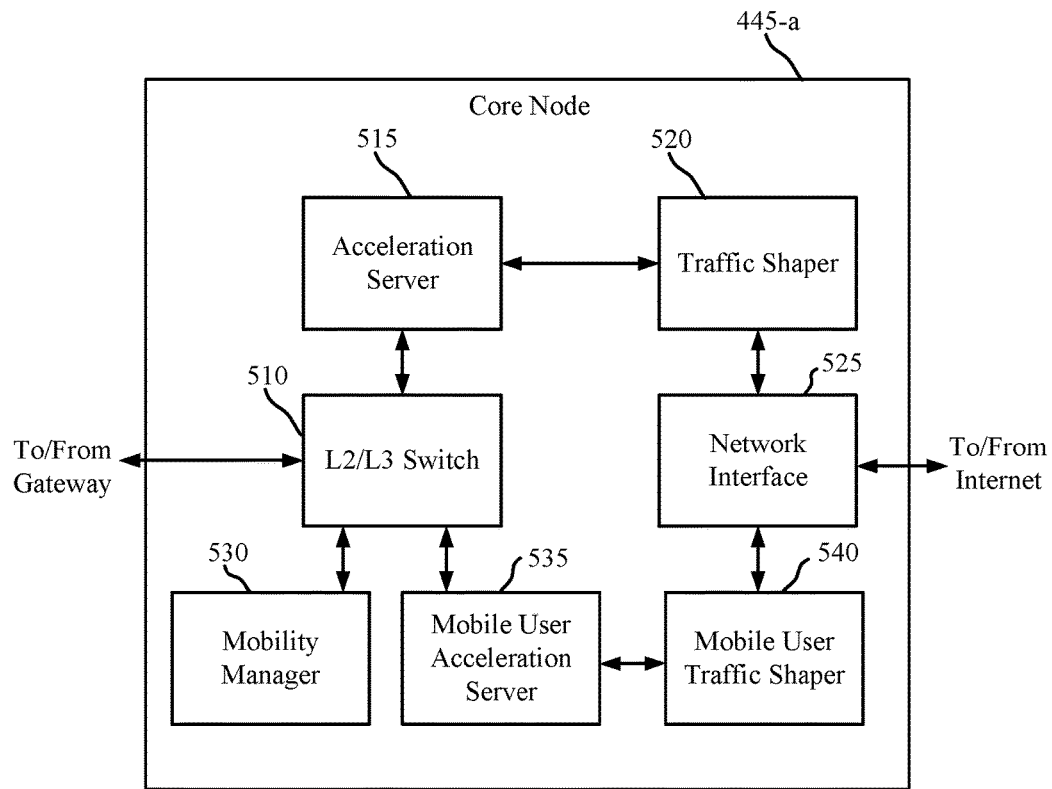 445-a
Core Node
515
520
Acceleration
Server
Traffic Shaper
510
525
To/From
Gateway
L2/L3 Switch
Network
Interface
To/From
Internet
530
535
540
Mobility
Manager
Mobile User
Acceleration
Server
Mobile User
Traffic Shaper